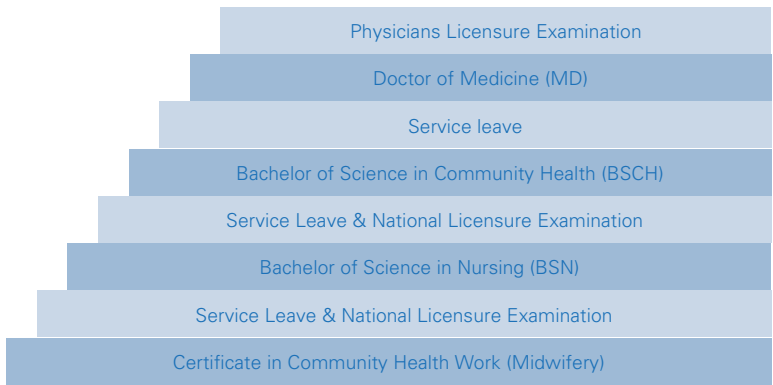 Physicians Licensure Examination
Doctor of Medicine (MD)
Service leave
Bachelor of Science in Community Health (BSCH)
Service Leave & National Licensure Examination
Bachelor of Science in Nursing (BSN)
Service Leave & National Licensure Examination
Certificate in Community Health Work (Midwifery)